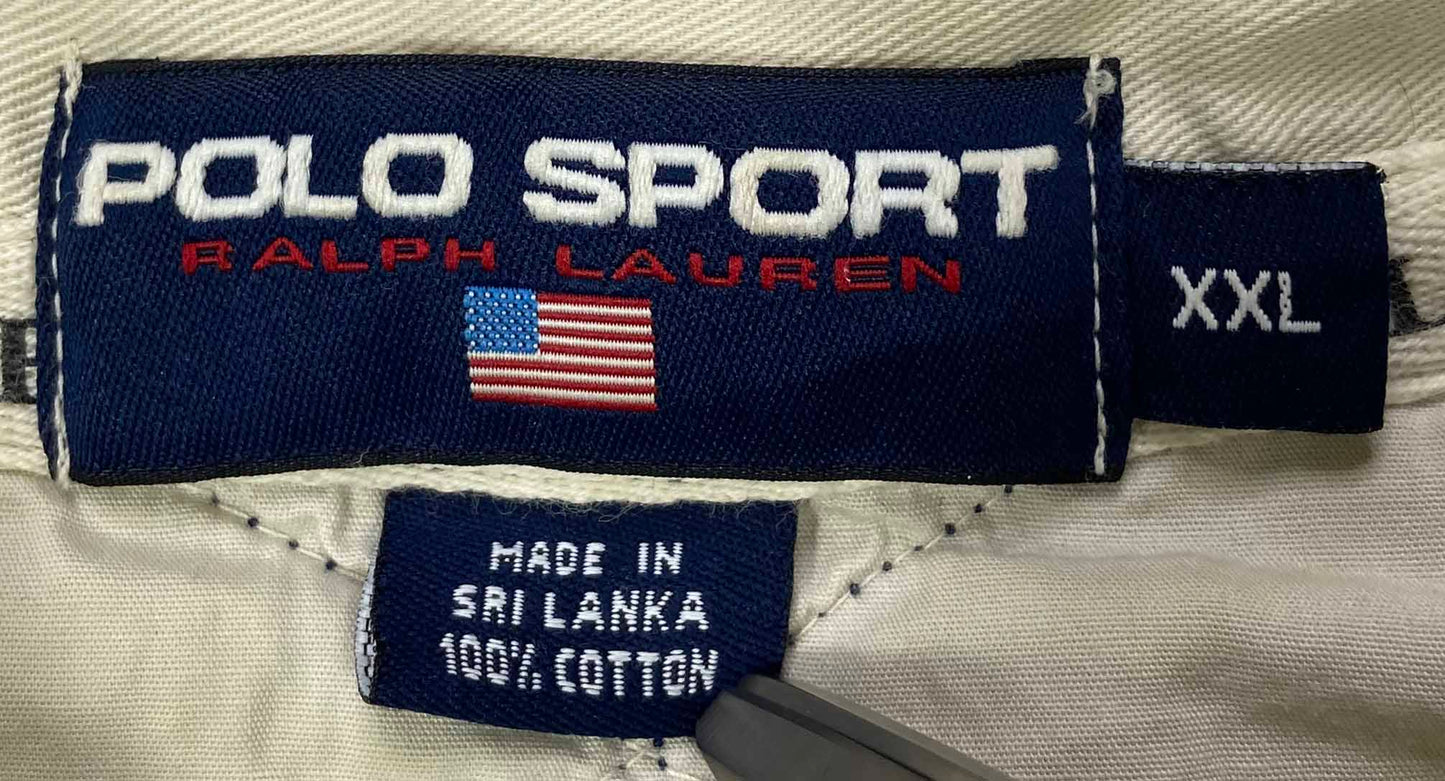 POLO SPORT
RALPH LAUREN
XXL
MADE IN
SRI LANKA
100% COTTON